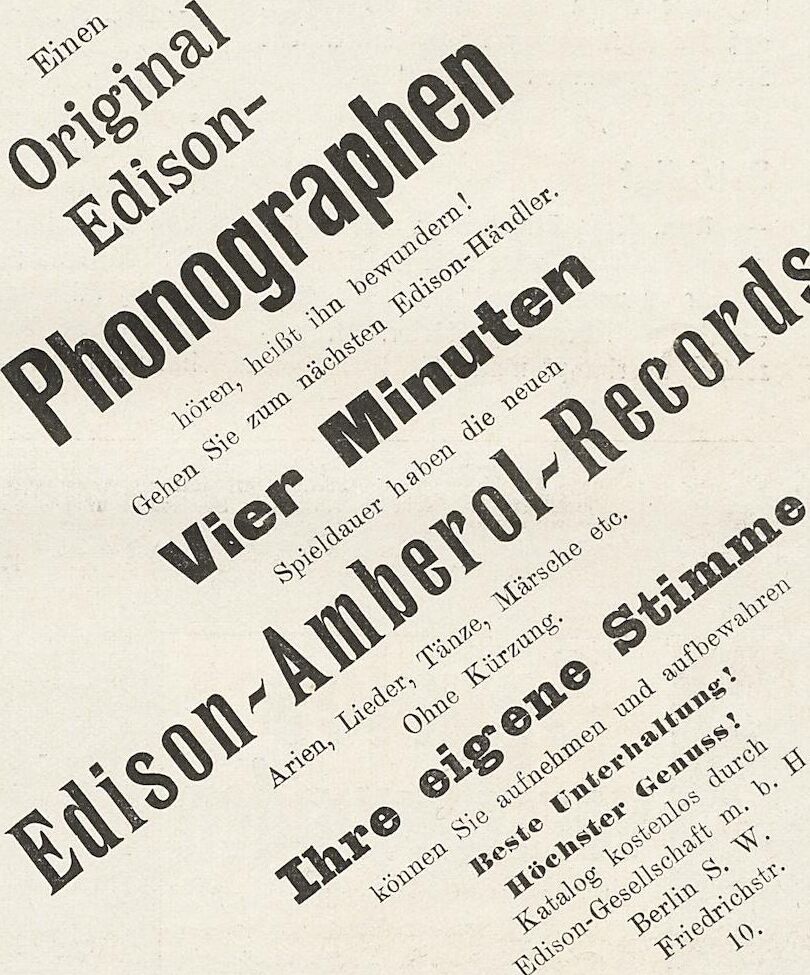 Einen
Original
Edison-
Phonographen
hören, heißt ihn bewundern!
Gehen Sie zum nächsten Edison-Händler.
Vier Minuten
Spieldauer haben die neuen
Edison-Amberol-Records
Arien, Lieder, Tänze, Märsche etc.
Ohne Kürzung.
Ihre eigene Stimme
können Sie aufnehmen und aufbewahren
Beste Unterhaltung!
Höchster Genuss!
Katalog kostenlos durch
Edison-Gesellschaft m. b. H
Berlin S. W.
Friedrichstr.
10.